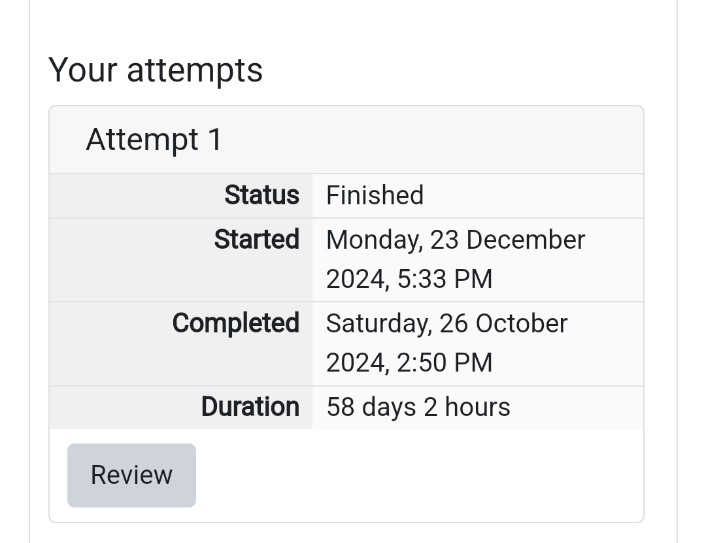 Your attempts
Attempt 1
Status Finished
Started Monday, 23 December
2024, 5:33 PM
Completed Saturday, 26 October
2024, 2:50 PM
Duration 58 days 2 hours
Review